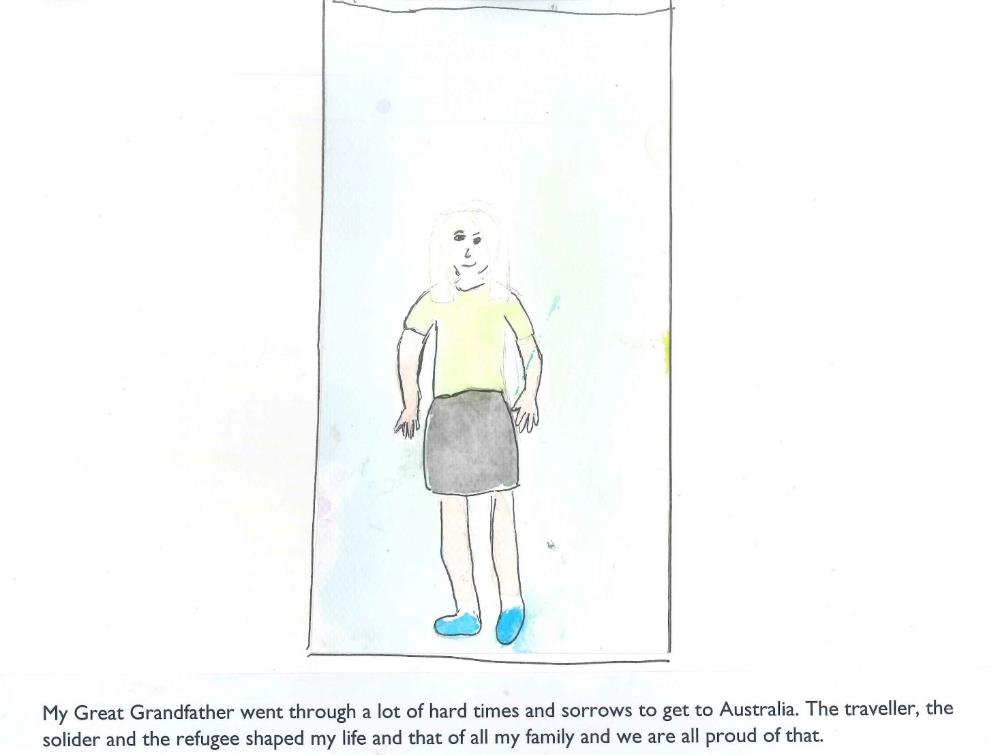 My Great Grandfather went through a lot of hard times and sorrows to get to Australia. The traveller, the
solider and the refugee shaped my life and that of all my family and we are all proud of that.